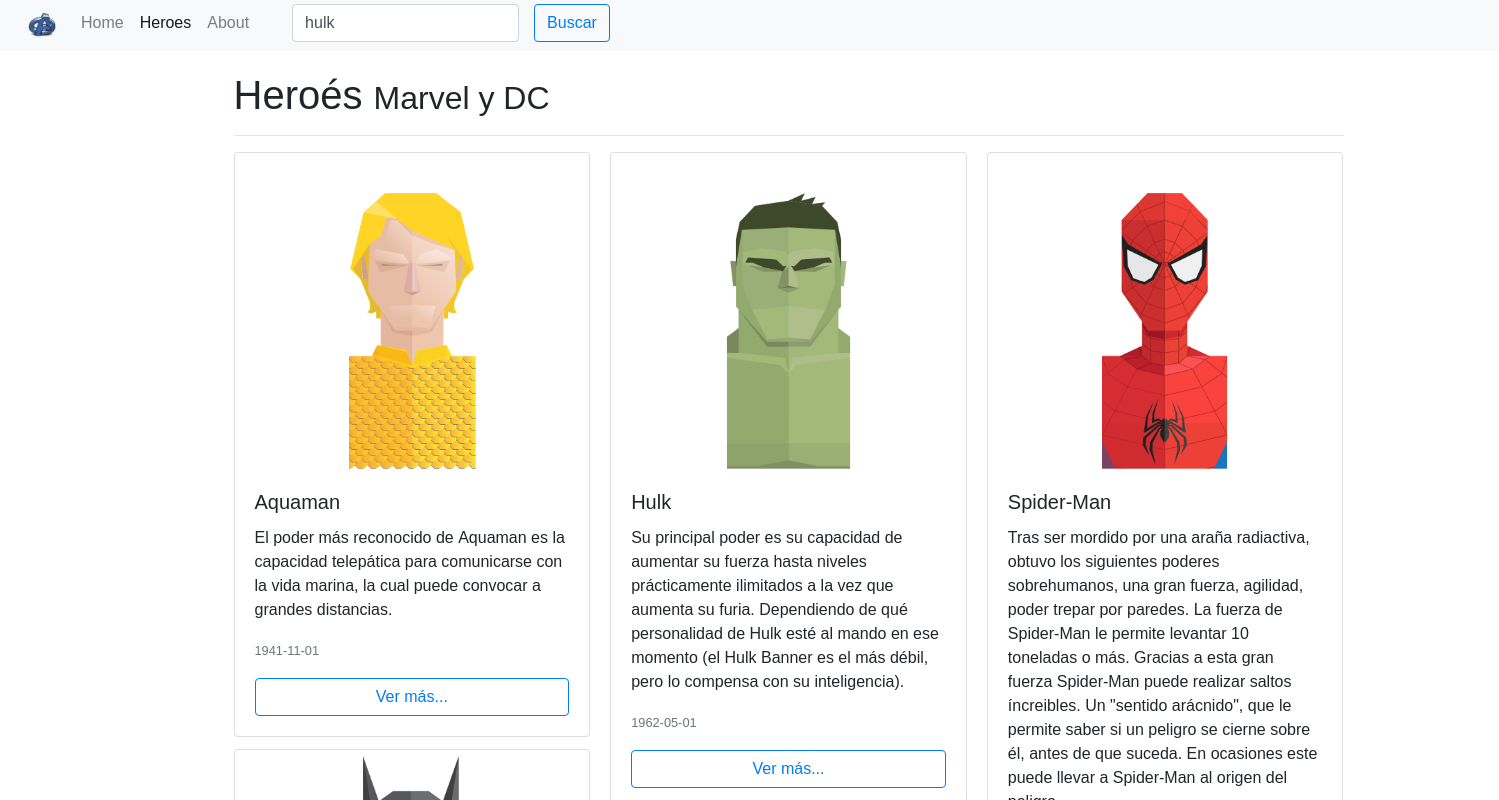 Home Heroes About hulk Buscar
Heroés Marvel y DC
Aquaman
El poder más reconocido de Aquaman es la
capacidad telepática para comunicarse con
la vida marina, la cual puede convocar a
grandes distancias.
1941-11-01
Ver más...
Hulk
Su principal poder es su capacidad de
aumentar su fuerza hasta niveles
prácticamente ilimitados a la vez que
aumenta su furia. Dependiendo de qué
personalidad de Hulk esté al mando en ese
momento (el Hulk Banner es el más débil,
pero lo compensa con su inteligencia).
1962-05-01
Ver más...
Spider-Man
Tras ser mordido por una araña radiactiva,
obtuvo los siguientes poderes
sobrehumanos, una gran fuerza, agilidad,
poder trepar por paredes. La fuerza de
Spider-Man le permite levantar 10
toneladas o más. Gracias a esta gran
fuerza Spider-Man puede realizar saltos
íncreibles. Un "sentido arácnido", que le
permite saber si un peligro se cierne sobre
él, antes de que suceda. En ocasiones este
puede llevar a Spider-Man al origen del